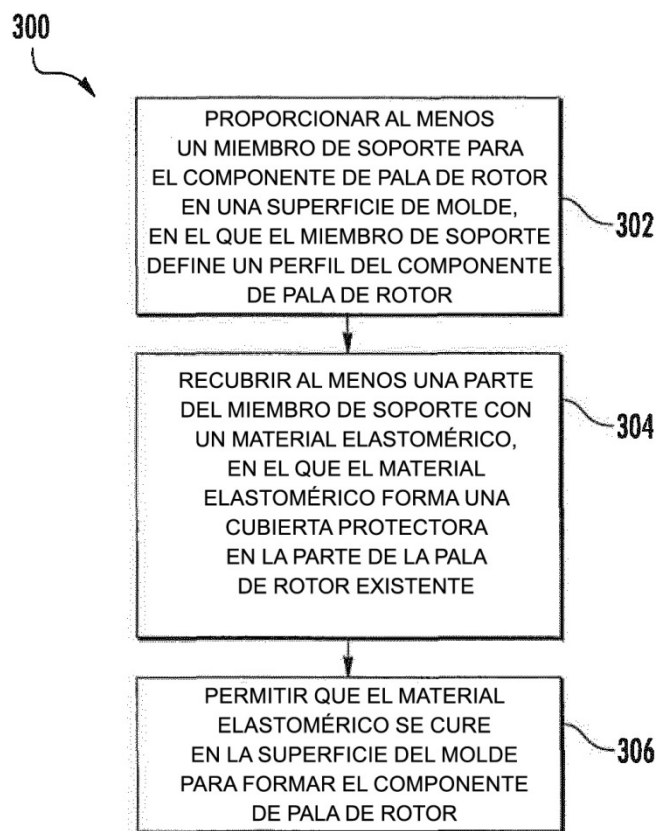 300
PROPORCIONAR AL MENOS
UN MIEMBRO DE SOPORTE PARA
EL COMPONENTE DE PALA DE ROTOR
EN UNA SUPERFICIE DE MOLDE,
EN EL QUE EL MIEMBRO DE SOPORTE
DEFINE UN PERFIL DEL COMPONENTE
DE PALA DE ROTOR
302
RECUBRIR AL MENOS UNA PARTE
DEL MIEMBRO DE SOPORTE CON
UN MATERIAL ELASTOMÉRICO,
EN EL QUE EL MATERIAL
ELASTOMÉRICO FORMA UNA
CUBIERTA PROTECTORA
EN LA PARTE DE LA PALA
DE ROTOR EXISTENTE
304
PERMITIR QUE EL MATERIAL
ELASTOMÉRICO SE CURE
EN LA SUPERFICIE DEL MOLDE
PARA FORMAR EL COMPONENTE
DE PALA DE ROTOR
306